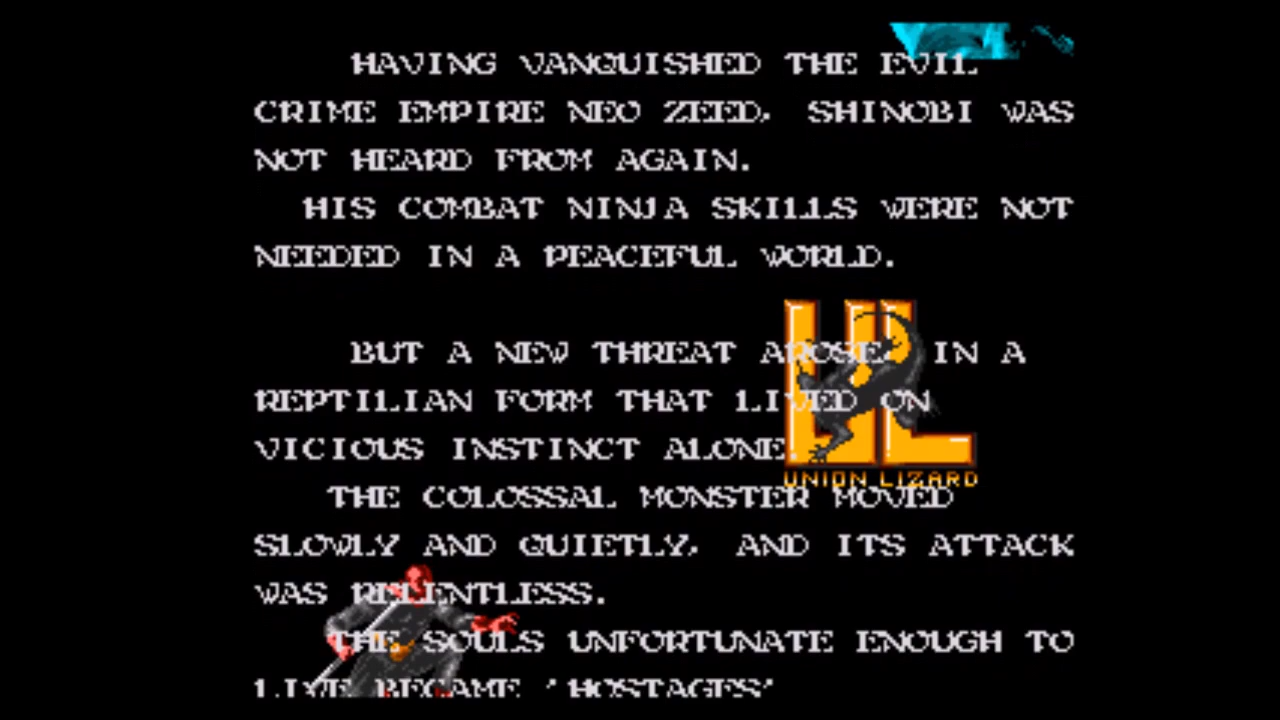 HAVING VANQUISHED THE EVIL
CRIME EMPIRE NEO ZEED, SHINOBI WAS
NOT HEARD FROM AGAIN.
HIS COMBAT NINJA SKILLS WERE NOT
NEEDED IN A PEACEFUL WORLD.
BUT A NEW THREAT AROSE, IN A
REPTILIAN FORM THAT LIVED ON
VICIOUS INSTINCT ALONE.
UL
UNION LIZARD
THE COLOSSAL MONSTER MOVED
SLOWLY AND QUIETLY, AND ITS ATTACK
WAS RELENTLESS.
THE SOULS UNFORTUNATE ENOUGH TO
LIVE BECAME 'HOSTAGES'